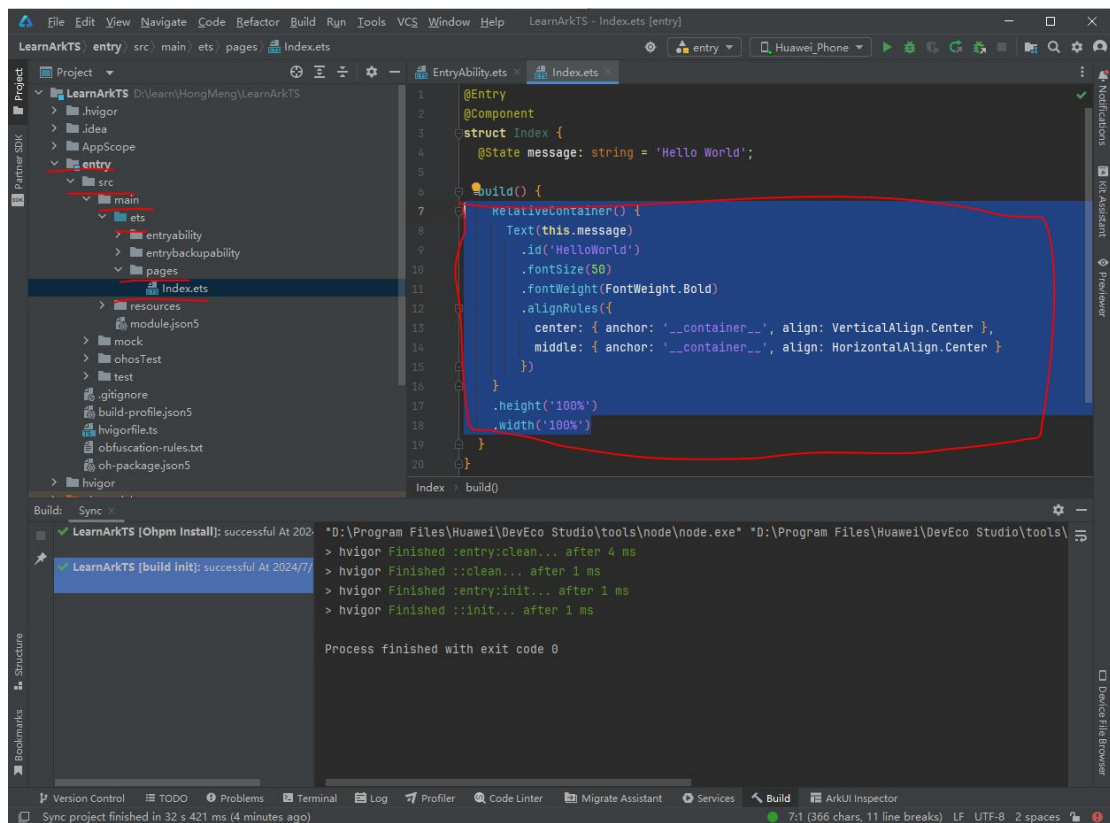 File Edit View Navigate Code Refactor Build Run Tools VCS Window Help LearnArkTS - Index.ets [entry]
LearnArkTS entry src main ets pages Index.ets entry Huawei_Phone
Project
EntryAbility.ets Index.ets
LearnArkTS D:\learn\HongMeng\LearnArkTS
.hvigor
.idea
AppScope
entry
src
main
ets
entryability
entrybackupability
pages
Index.ets
resources
module.json5
mock
ohosTest
test
.gitignore
build-profile.json5
hvigorfile.ts
obfuscation-rules.txt
oh-package.json5
hvigor
1 @Entry
2 @Component
3 struct Index {
4 @State message: string = 'Hello World';
5
6 build() {
7 RelativeContainer() {
8 Text(this.message)
9 .id('HelloWorld')
10 .fontSize(50)
11 .fontWeight(FontWeight.Bold)
12 .alignRules({
13 center: { anchor: '__container__', align: VerticalAlign.Center },
14 middle: { anchor: '__container__', align: HorizontalAlign.Center }
15 })
16 }
17 .height('100%')
18 .width('100%')
19 }
20 }
Index build()
Project
Partner SDK
SDK
Structure
Bookmarks
Notifications
Kit Assistant
Previewer
Device File Browser
Build: Sync
LearnArkTS [Ohpm Install]: successful At 202
LearnArkTS [build init]: successful At 2024/7/
"D:\Program Files\Huawei\DevEco Studio\tools\node\node.exe" "D:\Program Files\Huawei\DevEco Studio\tools\
> hvigor Finished :entry:clean... after 4 ms
> hvigor Finished ::clean... after 1 ms
> hvigor Finished :entry:init... after 1 ms
> hvigor Finished ::init... after 1 ms
Process finished with exit code 0
Version Control TODO Problems Terminal Log Profiler Code Linter Migrate Assistant Services Build ArkUI Inspector
Sync project finished in 32 s 421 ms (4 minutes ago) 7:1 (366 chars, 11 line breaks) LF UTF-8 2 spaces